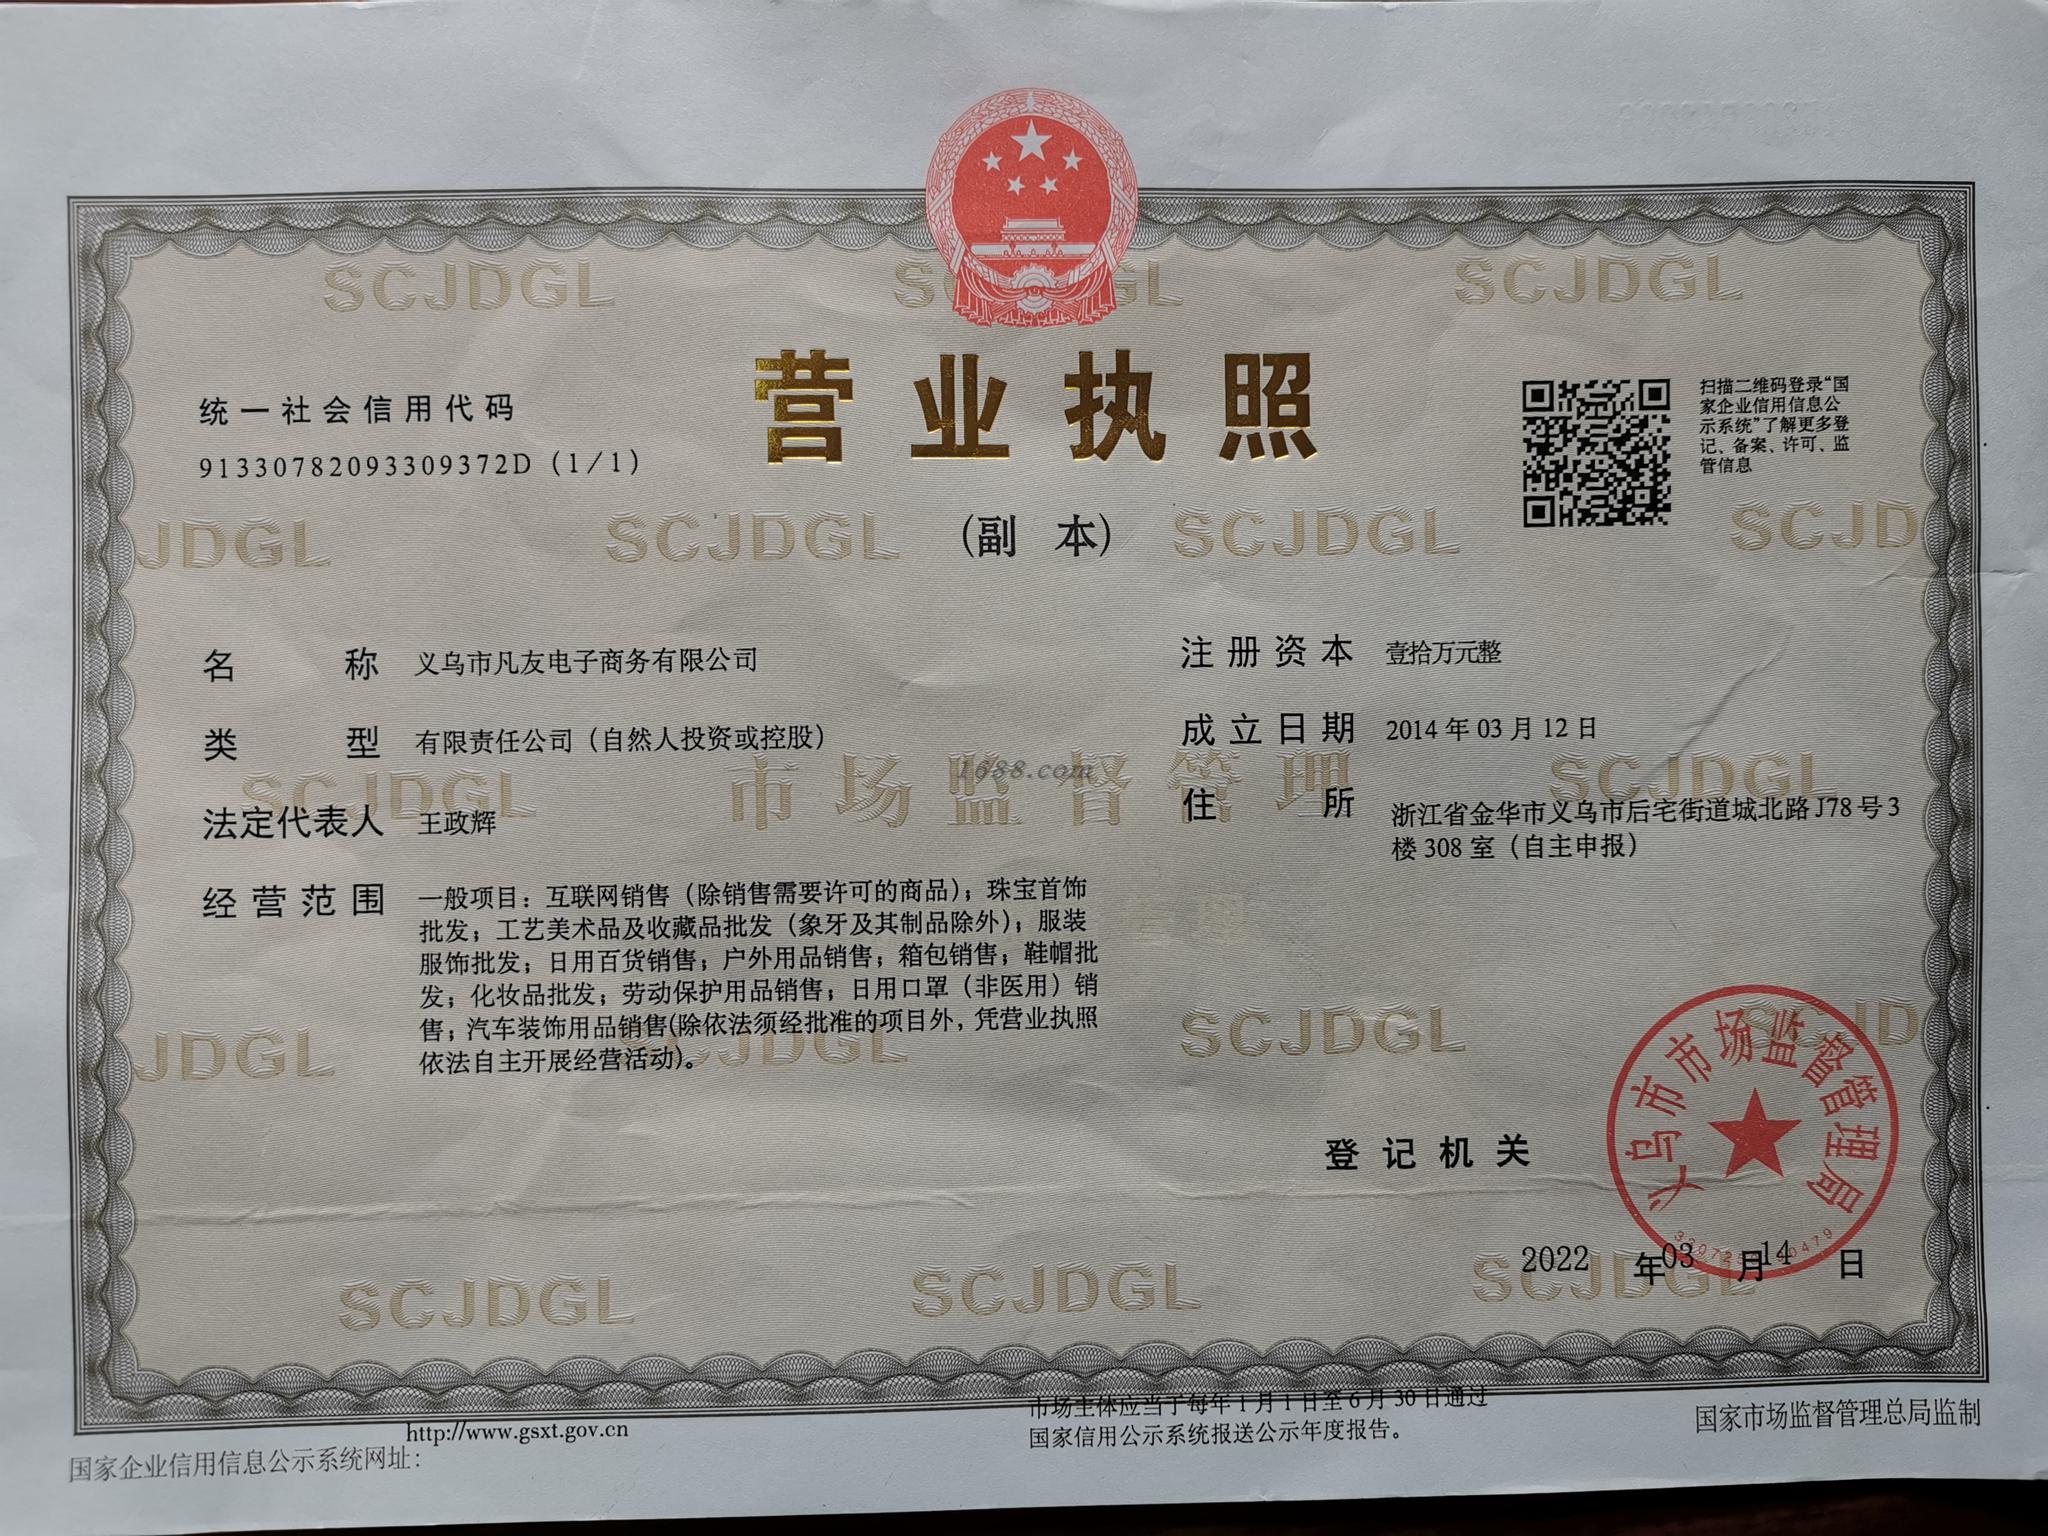 SCJDGL SCJDGL SCJDGL
营业执照
(副 本)
统一社会信用代码
91330782093309372D (1/1)
扫描二维码登录“国
家企业信用信息公
示系统”了解更多登
记、备案、许可、监
管信息
JDGL SCJDGL SCJDGL SCJD
名 称 义乌市凡友电子商务有限公司
类 型 有限责任公司（自然人投资或控股）
法定代表人 王政辉
经营范围 一般项目：互联网销售（除销售需要许可的商品）；珠宝首饰
批发；工艺美术品及收藏品批发（象牙及其制品除外）；服装
服饰批发；日用百货销售；户外用品销售；箱包销售；鞋帽批
发；化妆品批发；劳动保护用品销售；日用口罩（非医用）销
售；汽车装饰用品销售(除依法须经批准的项目外，凭营业执照
依法自主开展经营活动)。
注册资本 壹拾万元整
成立日期 2014年03月12日
住 所 浙江省金华市义乌市后宅街道城北路J78号3
楼308室（自主申报）
SCJDGL 市场监督管理 SCJDGL
1688.com
JDGL SCJDGL SCJDGL SCJD
登记机关
义乌市市场监督管理局
2022 年03 月14 日
SCJDGL SCJDGL SCJDGL
http://www.gsxt.gov.cn
国家企业信用信息公示系统网址：
市场主体应当于每年1月1日至6月30日通过
国家信用公示系统报送公示年度报告。
国家市场监督管理总局监制